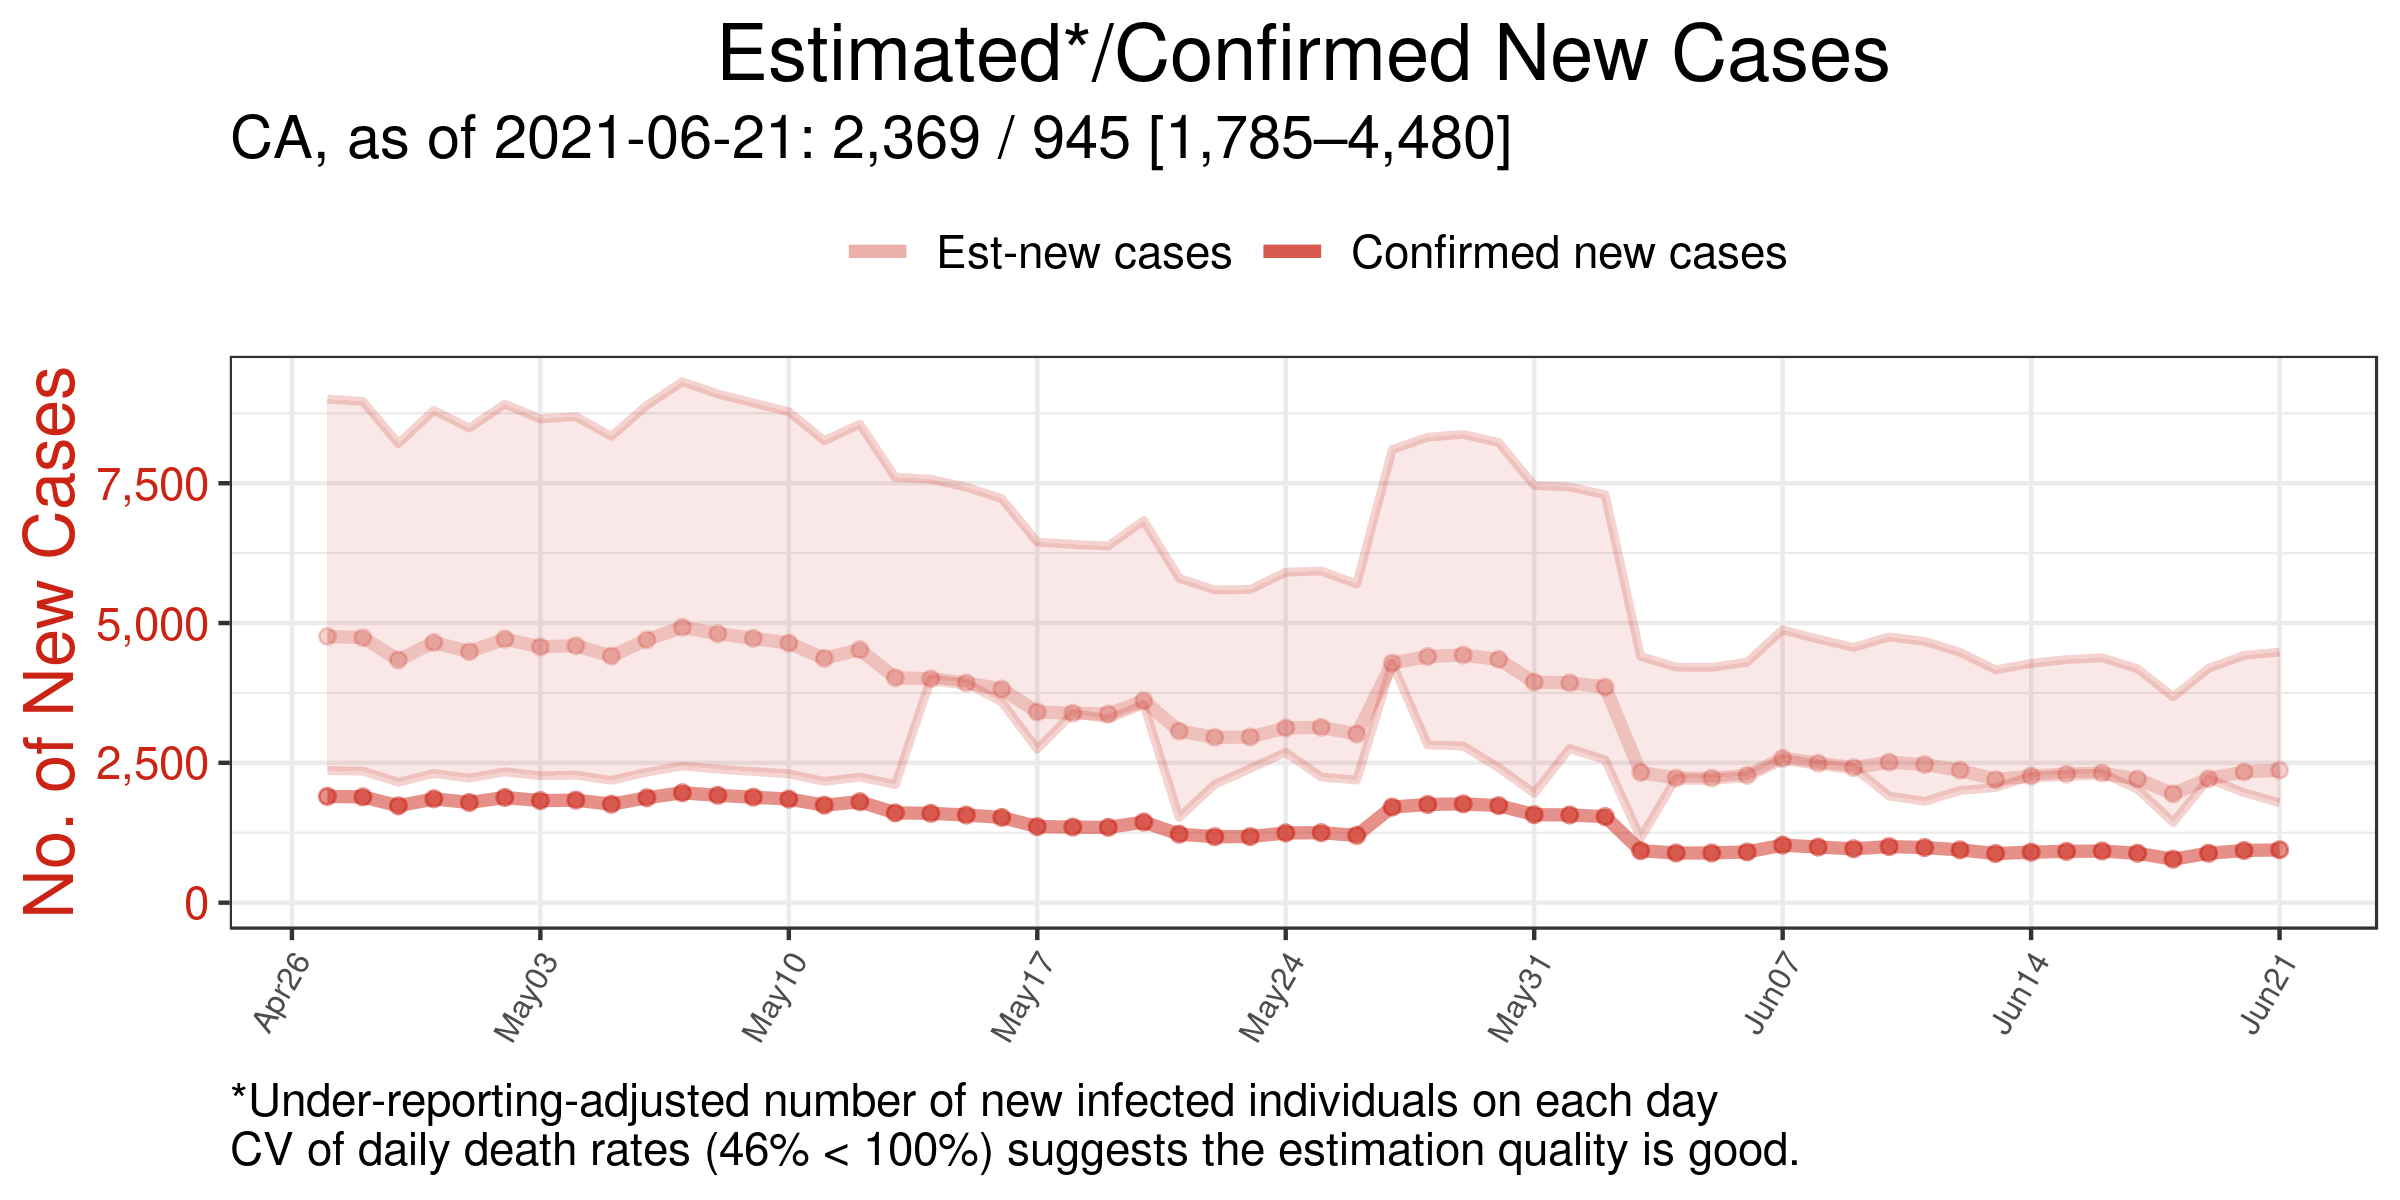 Estimated*/Confirmed New Cases
CA, as of 2021-06-21: 2,369 / 945 [1,785–4,480]
Est-new cases
Confirmed new cases
No. of New Cases
7,500
5,000
2,500
0
Apr26
May03
May10
May17
May24
May31
Jun07
Jun14
Jun21
*Under-reporting-adjusted number of new infected individuals on each day
CV of daily death rates (46% < 100%) suggests the estimation quality is good.